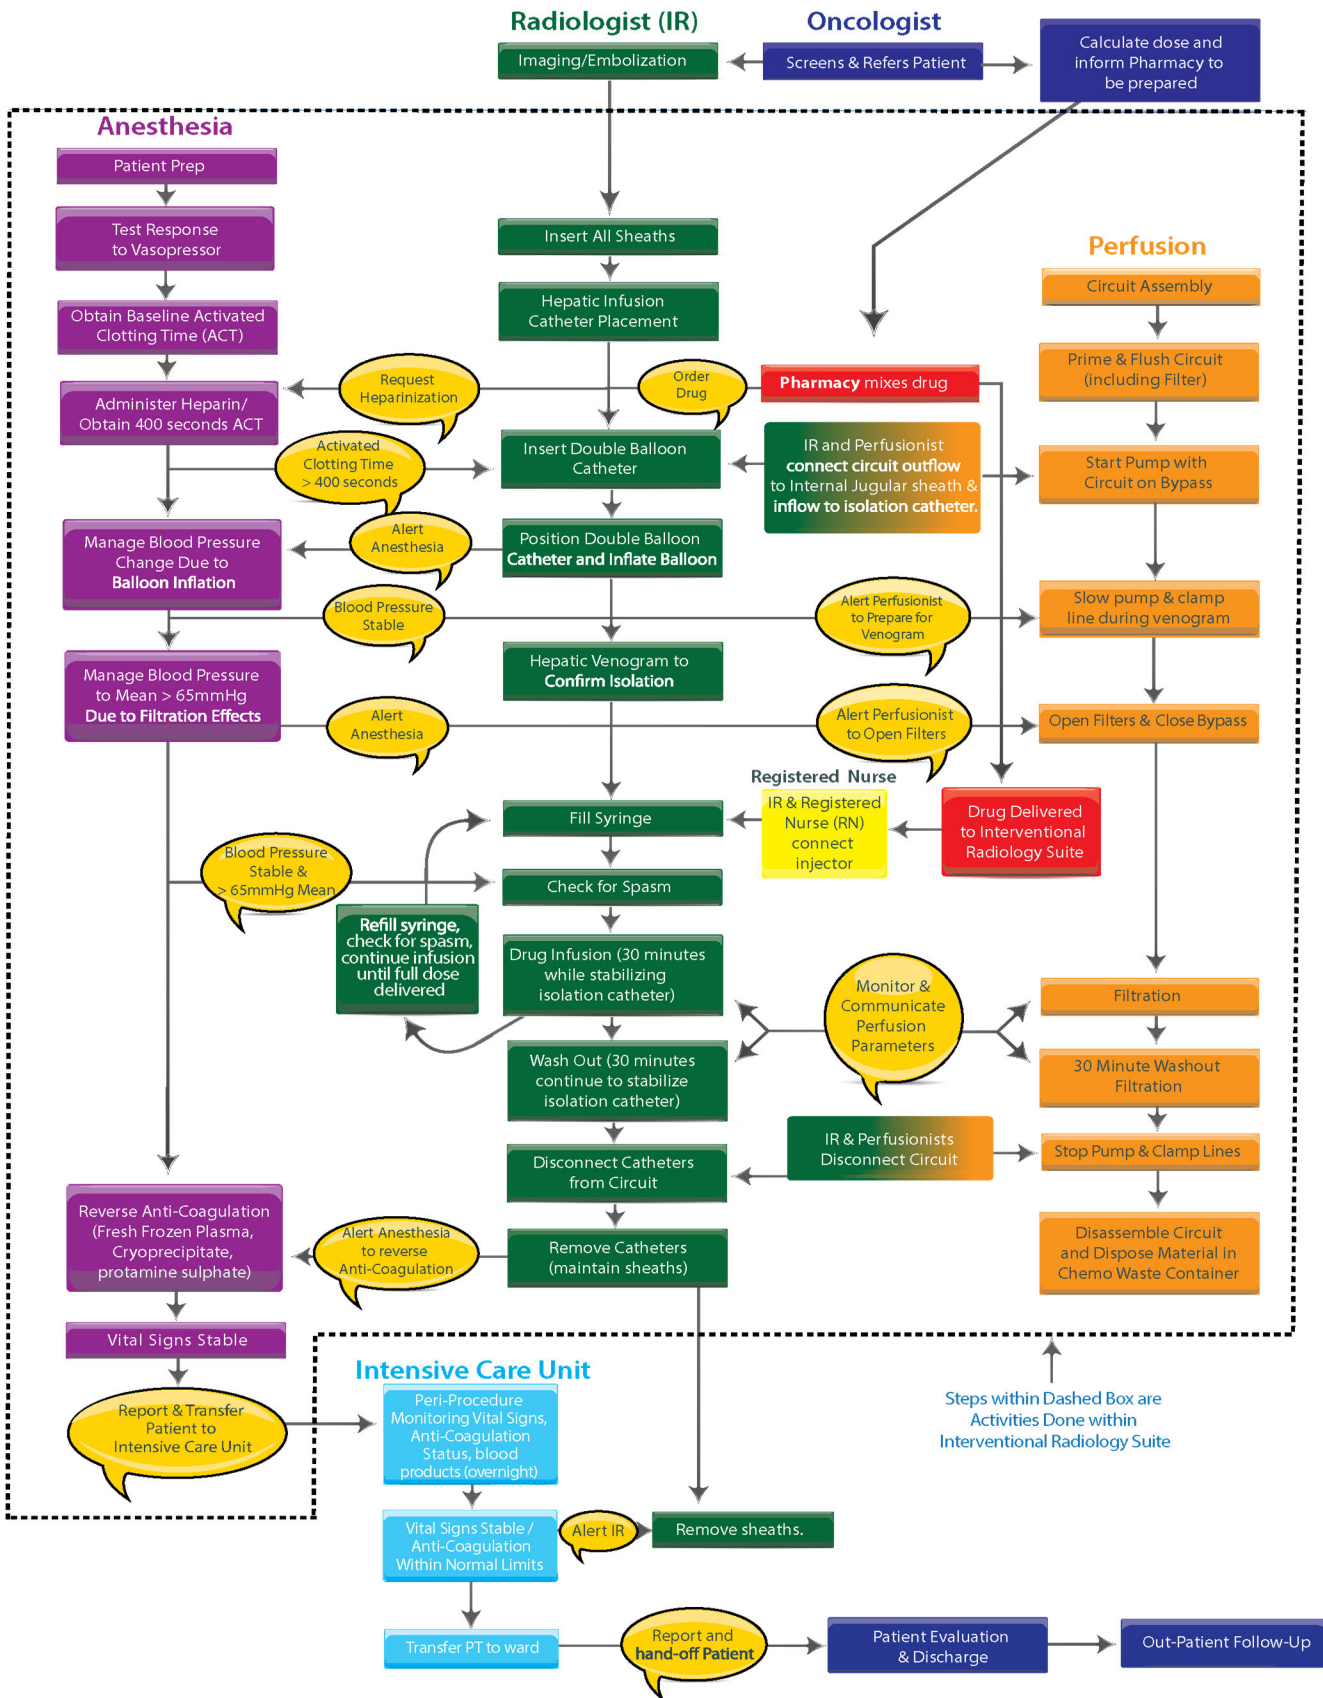 Radiologist (IR)
Oncologist
Imaging/Embolization
Screens & Refers Patient
Calculate dose and
inform Pharmacy to
be prepared
Anesthesia
Patient Prep
Test Response
to Vasopressor
Insert All Sheaths
Perfusion
Circuit Assembly
Obtain Baseline Activated
Clotting Time (ACT)
Hepatic Infusion
Catheter Placement
Prime & Flush Circuit
(including Filter)
Request
Heparinization
Order
Drug
Pharmacy mixes drug
Administer Heparin/
Obtain 400 seconds ACT
Activated
Clotting Time
> 400 seconds
Insert Double Balloon
Catheter
IR and Perfusionist
connect circuit outflow
to Internal Jugular sheath &
inflow to isolation catheter.
Start Pump with
Circuit on Bypass
Manage Blood Pressure
Change Due to
Balloon Inflation
Alert
Anesthesia
Position Double Balloon
Catheter and Inflate Balloon
Blood Pressure
Stable
Alert Perfusionist
to Prepare for
Venogram
Slow pump & clamp
line during venogram
Manage Blood Pressure
to Mean > 65mmHg
Due to Filtration Effects
Hepatic Venogram to
Confirm Isolation
Alert
Anesthesia
Alert Perfusionist
to Open Filters
Open Filters & Close Bypass
Registered Nurse
Fill Syringe
IR & Registered
Nurse (RN)
connect
injector
Drug Delivered
to Interventional
Radiology Suite
Blood Pressure
Stable &
> 65mmHg Mean
Check for Spasm
Refill syringe,
check for spasm,
continue infusion
until full dose
delivered
Drug Infusion (30 minutes
while stabilizing
isolation catheter)
Monitor &
Communicate
Perfusion
Parameters
Filtration
Wash Out (30 minutes
continue to stabilize
isolation catheter)
30 Minute Washout
Filtration
IR & Perfusionists
Disconnect Circuit
Disconnect Catheters
from Circuit
Stop Pump & Clamp Lines
Reverse Anti-Coagulation
(Fresh Frozen Plasma,
Cryoprecipitate,
protamine sulphate)
Alert Anesthesia
to reverse
Anti-Coagulation
Remove Catheters
(maintain sheaths)
Disassemble Circuit
and Dispose Material in
Chemo Waste Container
Vital Signs Stable
Intensive Care Unit
Report & Transfer
Patient to
Intensive Care Unit
Peri-Procedure
Monitoring Vital Signs,
Anti-Coagulation
Status, blood
products (overnight)
Steps within Dashed Box are
Activities Done within
Interventional Radiology Suite
Vital Signs Stable /
Anti-Coagulation
Within Normal Limits
Alert IR
Remove sheaths.
Transfer PT to ward
Report and
hand-off Patient
Patient Evaluation
& Discharge
Out-Patient Follow-Up